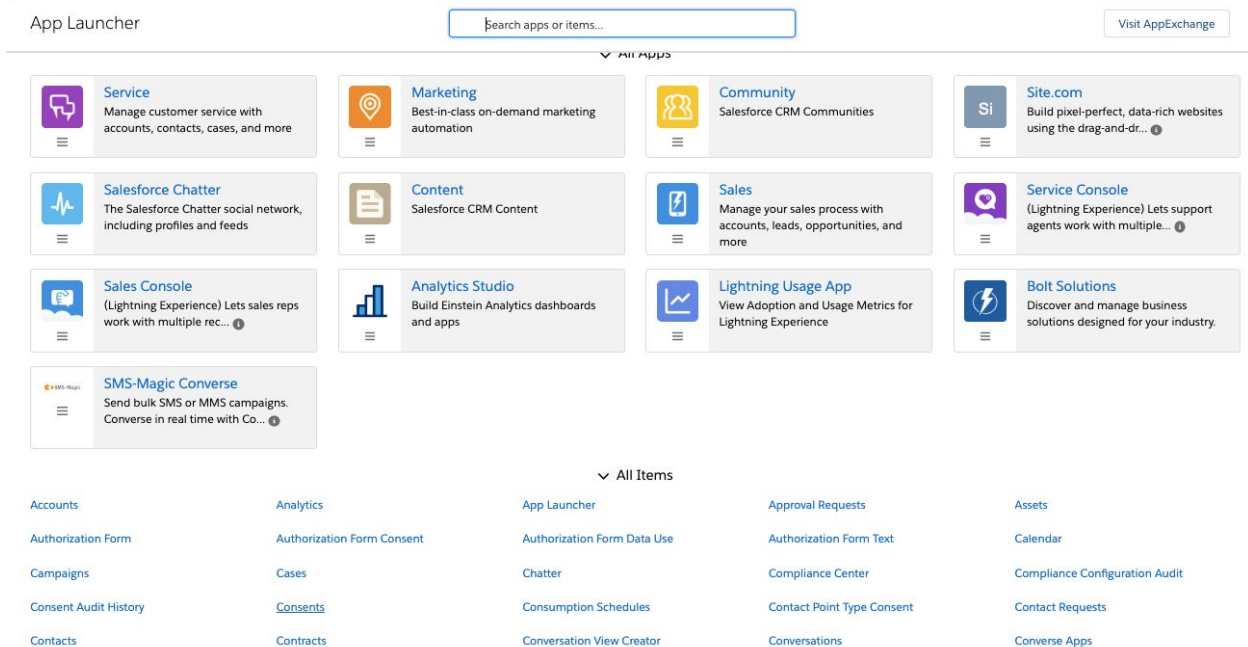 App Launcher
Search apps or items...
Visit AppExchange
All Apps
Service
Manage customer service with
accounts, contacts, cases, and more
Marketing
Best-in-class on-demand marketing
automation
Community
Salesforce CRM Communities
Si
Site.com
Build pixel-perfect, data-rich websites
using the drag-and-dr...
Salesforce Chatter
The Salesforce Chatter social network,
including profiles and feeds
Content
Salesforce CRM Content
Sales
Manage your sales process with
accounts, leads, opportunities, and
more
Service Console
(Lightning Experience) Lets support
agents work with multiple...
Sales Console
(Lightning Experience) Lets sales reps
work with multiple rec...
Analytics Studio
Build Einstein Analytics dashboards
and apps
Lightning Usage App
View Adoption and Usage Metrics for
Lightning Experience
Bolt Solutions
Discover and manage business
solutions designed for your industry.
SMS-Magic
SMS-Magic Converse
Send bulk SMS or MMS campaigns.
Converse in real time with Co...
All Items
Accounts
Analytics
App Launcher
Approval Requests
Assets
Authorization Form
Authorization Form Consent
Authorization Form Data Use
Authorization Form Text
Calendar
Campaigns
Cases
Chatter
Compliance Center
Compliance Configuration Audit
Consent Audit History
Consents
Consumption Schedules
Contact Point Type Consent
Contact Requests
Contacts
Contracts
Conversation View Creator
Conversations
Converse Apps